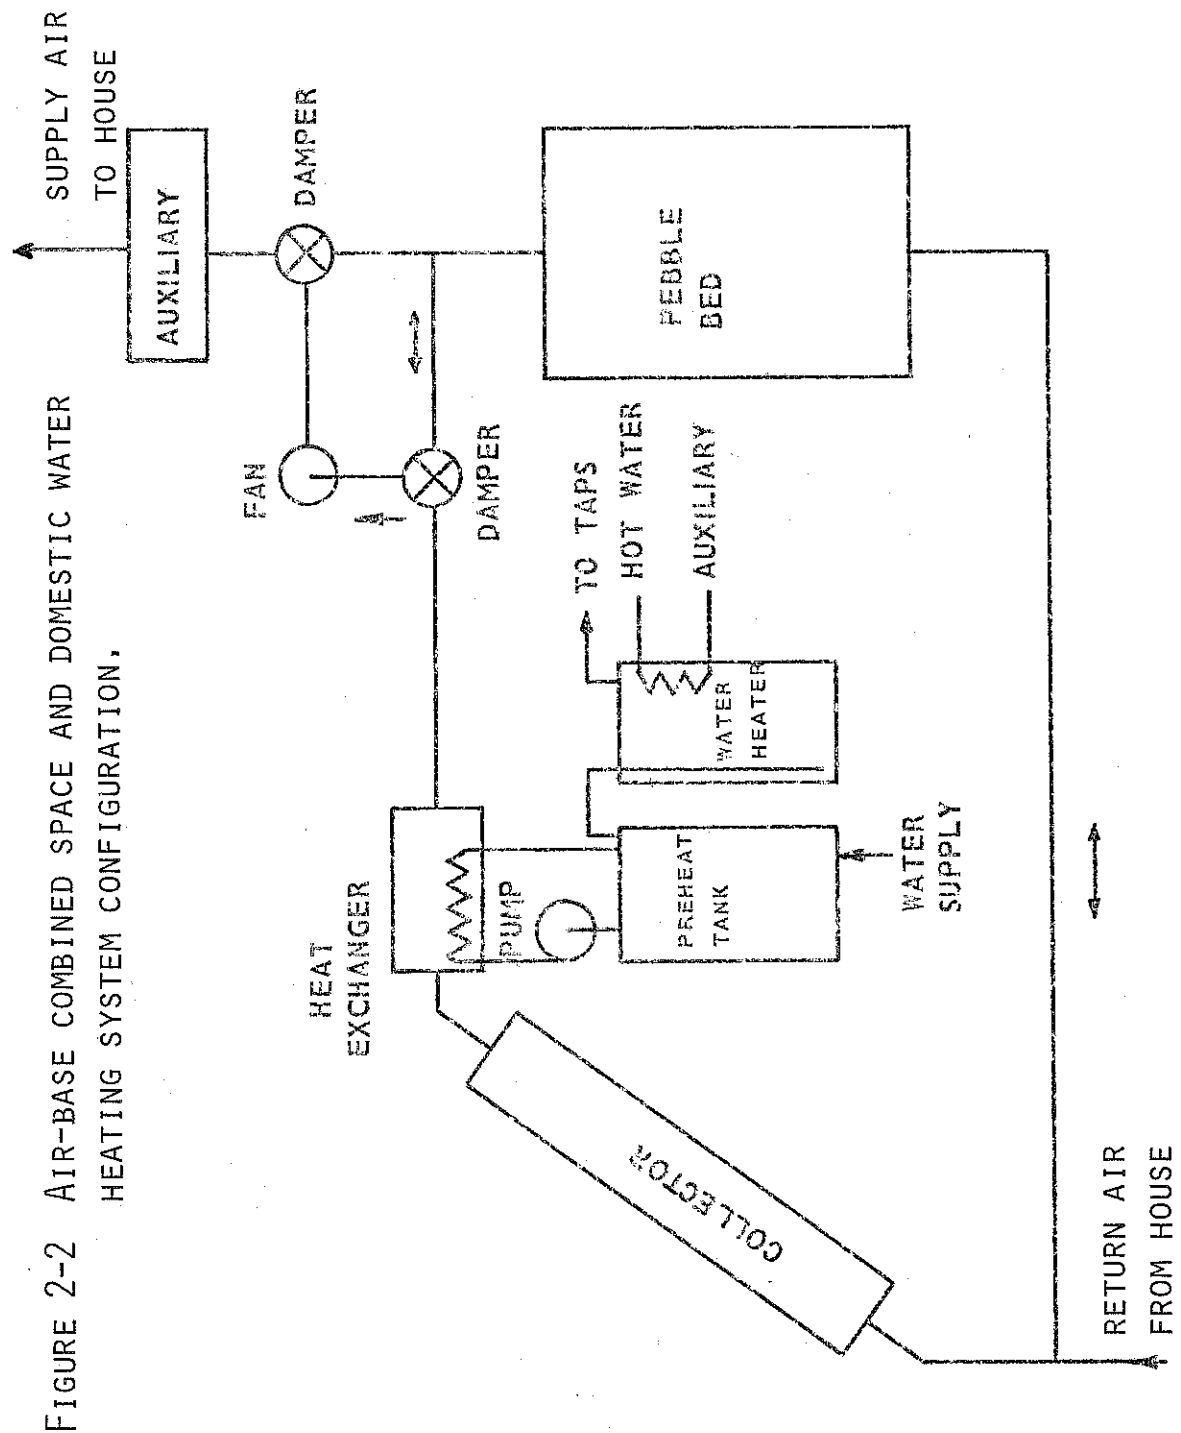 FIGURE 2-2 AIR-BASE COMBINED SPACE AND DOMESTIC WATER
HEATING SYSTEM CONFIGURATION.
SUPPLY AIR
TO HOUSE
AUXILIARY
DAMPER
FAN
DAMPER
HEAT
EXCHANGER
PUMP
TO TAPS
HOT WATER
AUXILIARY
PREHEAT
TANK
WATER
HEATER
PEBBLE
BED
COLLECTOR
WATER
SUPPLY
RETURN AIR
FROM HOUSE